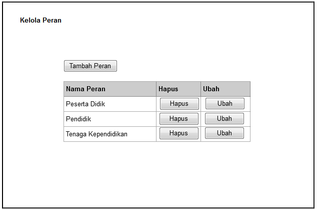 Kelola Peran
Tambah Peran
Nama Peran Hapus Ubah
Peserta Didik Hapus Ubah
Pendidik Hapus Ubah
Tenaga Kependidikan Hapus Ubah